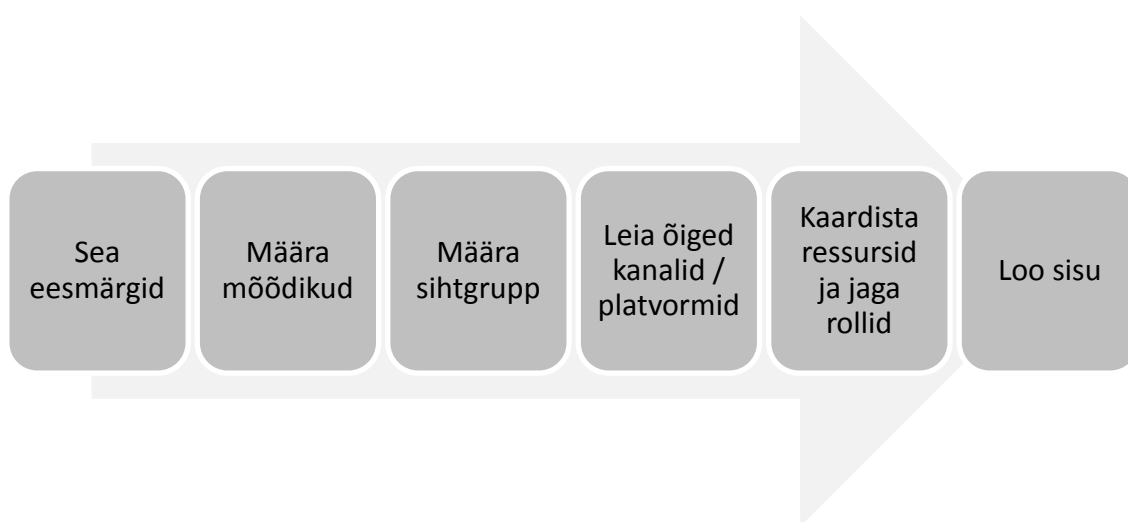 Sea
eesmärgid
Määra
mõõdikud
Määra
sihtgrupp
Leia õiged
kanalid /
platvormid
Kaardista
ressursid
ja jaga
rollid
Loo sisu